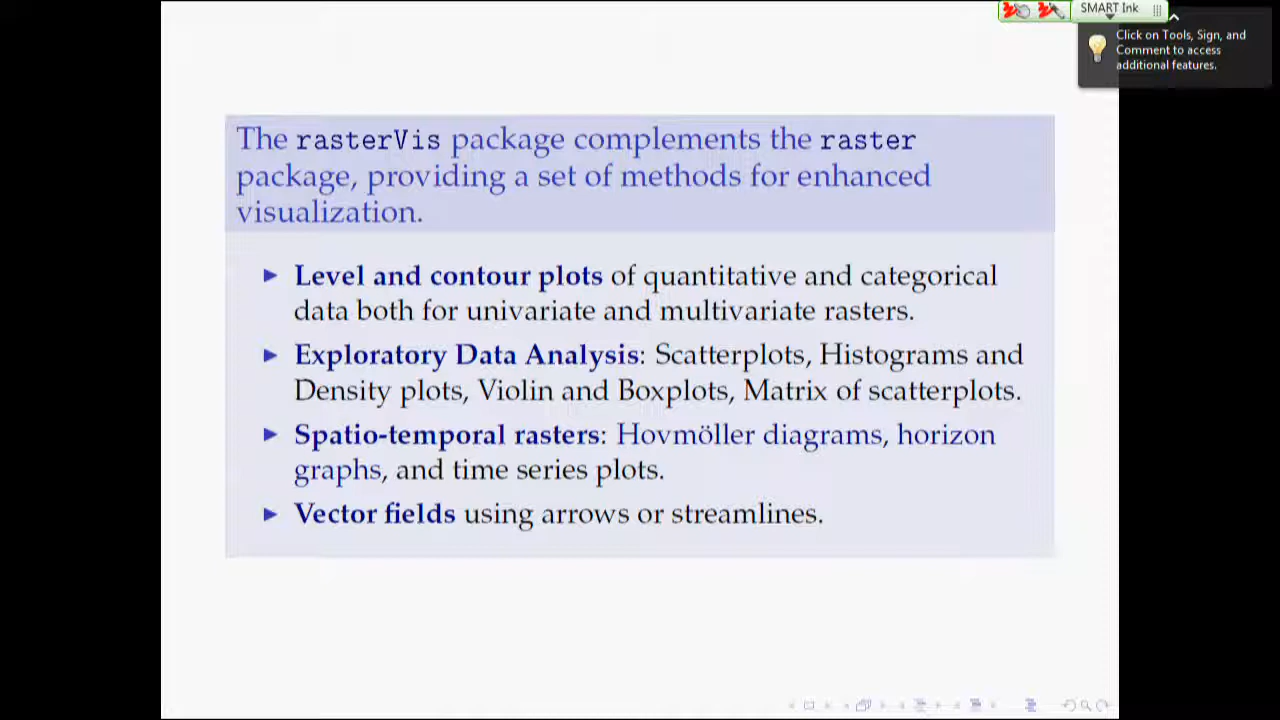 SMART Ink
Click on Tools, Sign, and
Comment to access
additional features.
The rasterVis package complements the raster
package, providing a set of methods for enhanced
visualization.
Level and contour plots of quantitative and categorical
data both for univariate and multivariate rasters.
Exploratory Data Analysis: Scatterplots, Histograms and
Density plots, Violin and Boxplots, Matrix of scatterplots.
Spatio-temporal rasters: Hovmöller diagrams, horizon
graphs, and time series plots.
Vector fields using arrows or streamlines.